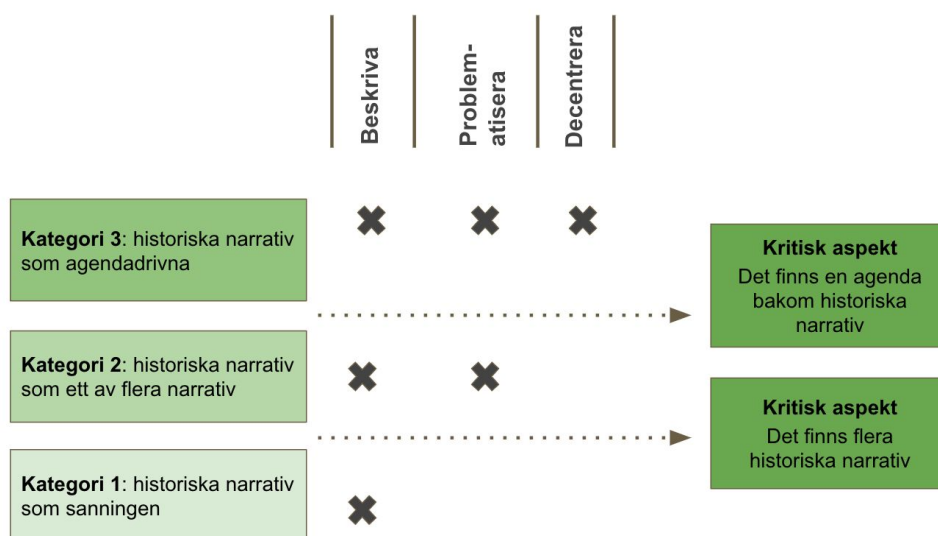 Beskriva
Problem-
atisera
Decentrera
Kategori 3: historiska narrativ
som agendadrivna
Kritisk aspekt
Det finns en agenda
bakom historiska
narrativ
Kategori 2: historiska narrativ
som ett av flera narrativ
Kritisk aspekt
Det finns flera
historiska narrativ
Kategori 1: historiska narrativ
som sanningen